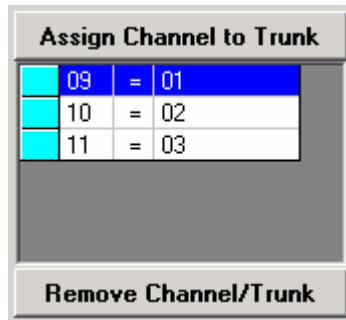 Assign Channel to Trunk
09 = 01
10 = 02
11 = 03
Remove Channel/Trunk